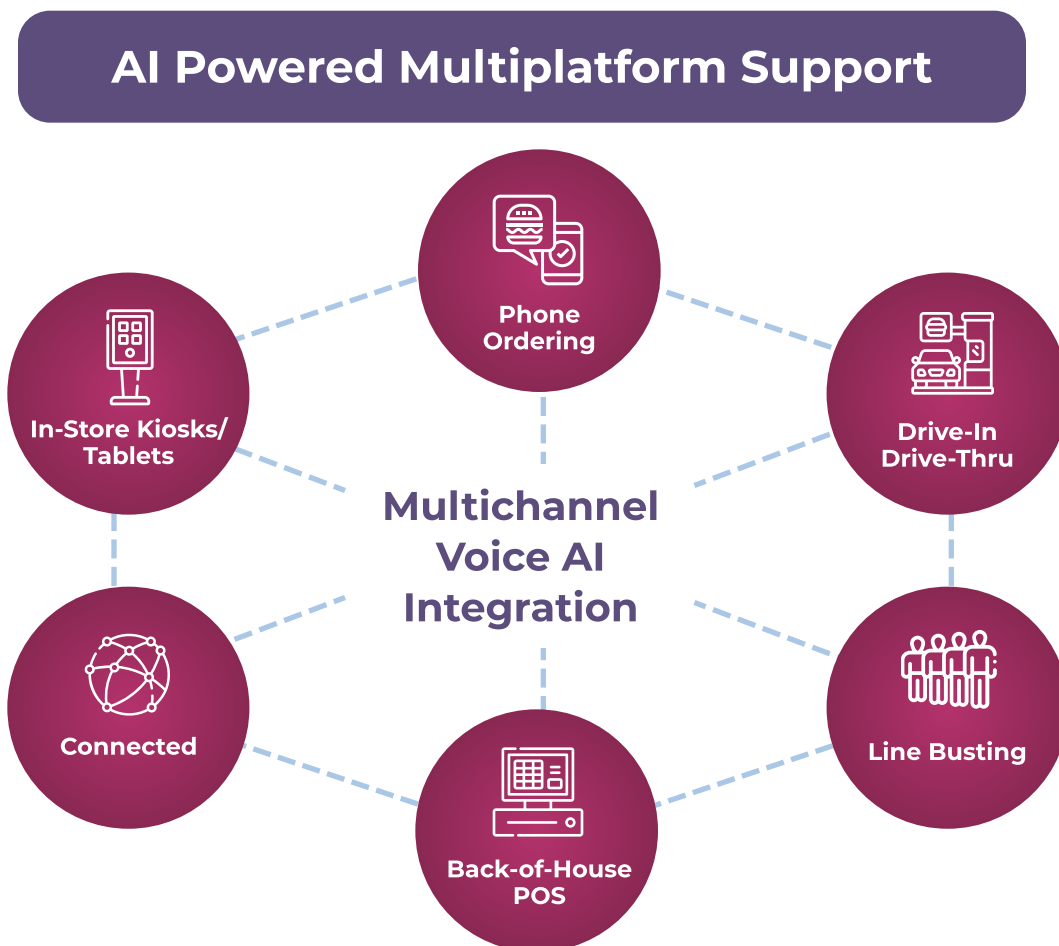 AI Powered Multiplatform Support
Phone
Ordering
In-Store Kiosks/
Tablets
Drive-In
Drive-Thru
Multichannel
Voice AI
Integration
Connected
Line Busting
Back-of-House
POS